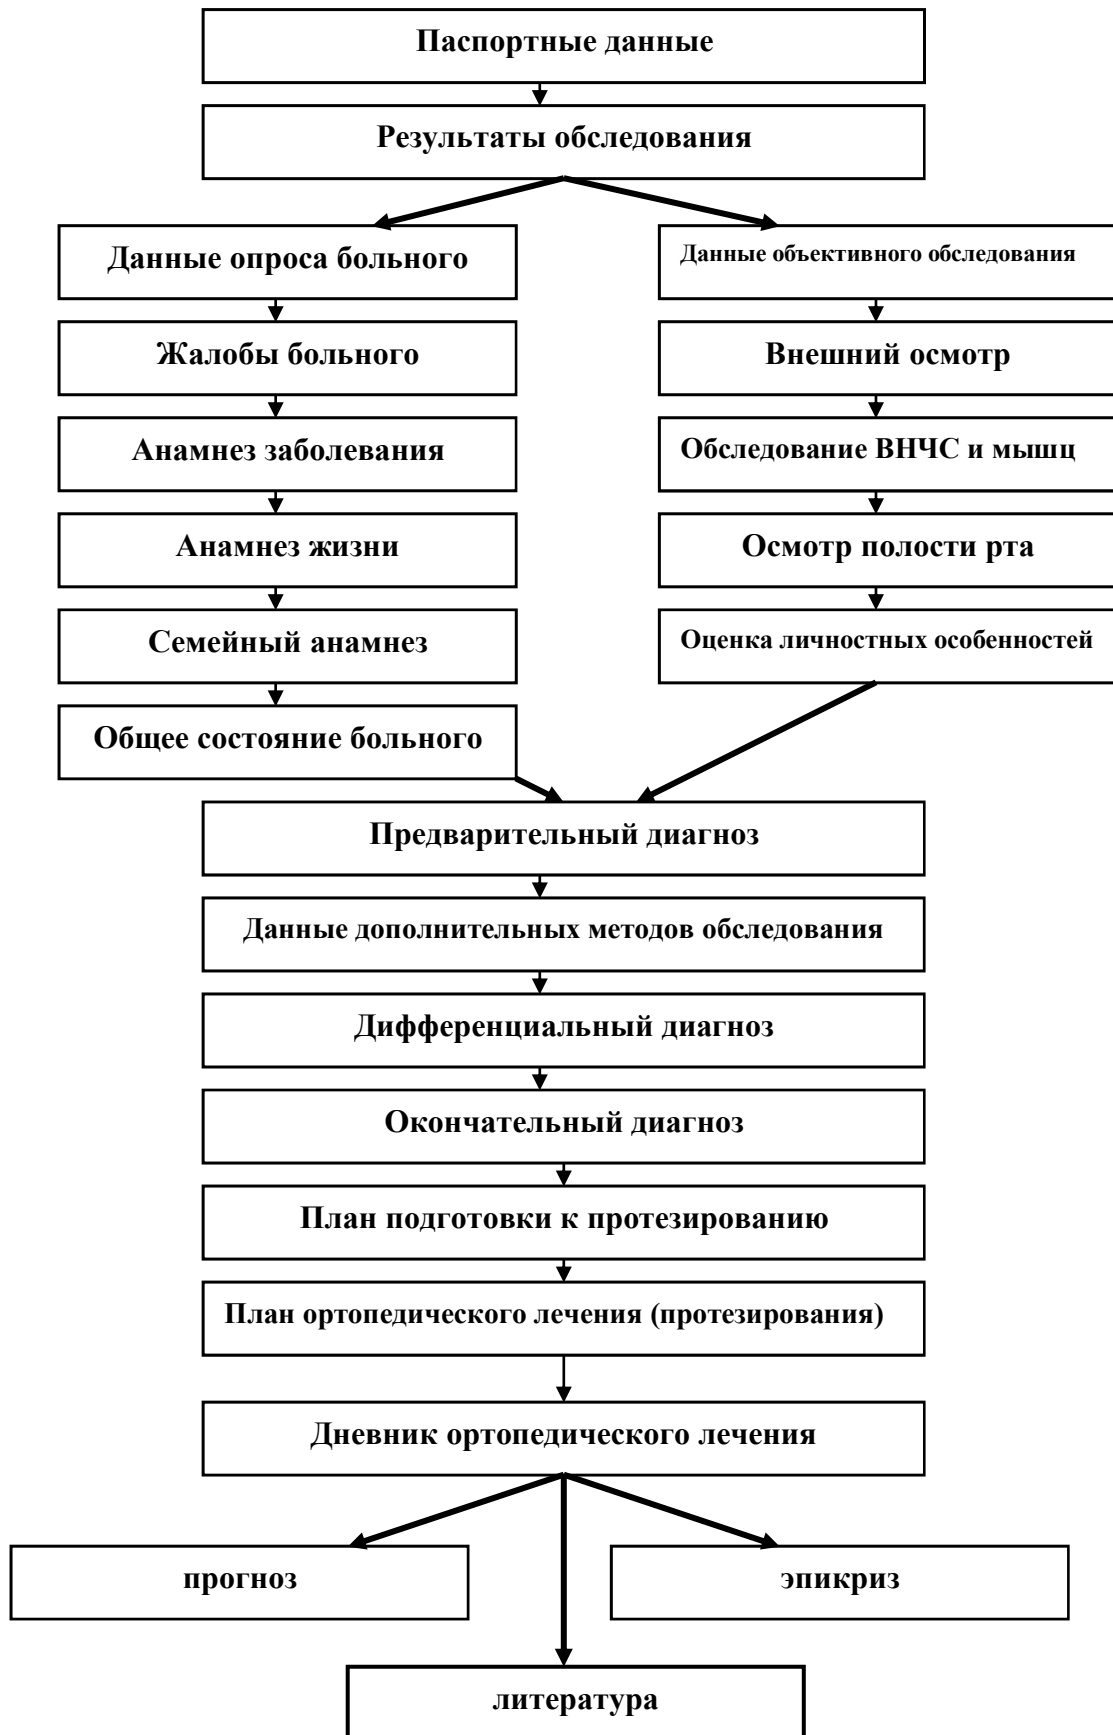 Паспортные данные
Результаты обследования
Данные опроса больного
Данные объективного обследования
Жалобы больного
Внешний осмотр
Анамнез заболевания
Обследование ВНЧС и мышц
Анамнез жизни
Осмотр полости рта
Семейный анамнез
Оценка личностных особенностей
Общее состояние больного
Предварительный диагноз
Данные дополнительных методов обследования
Дифференциальный диагноз
Окончательный диагноз
План подготовки к протезированию
План ортопедического лечения (протезирования)
Дневник ортопедического лечения
прогноз
эпикриз
литература